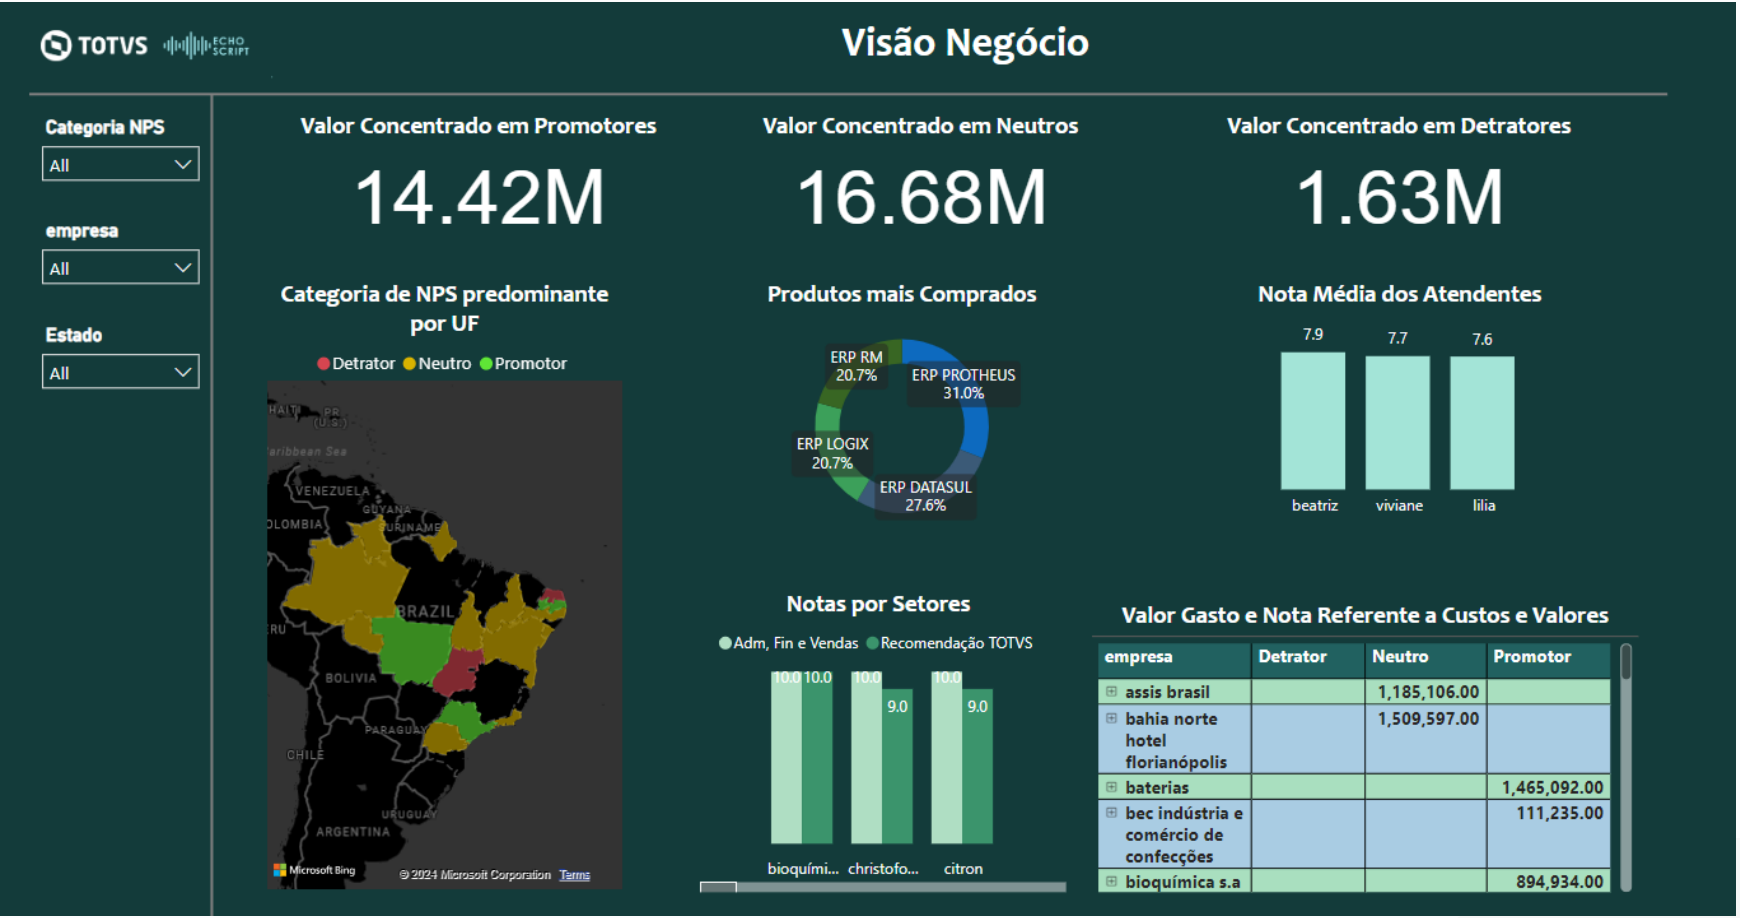 TOTVS
ECHO
SCRIPT
Visão Negócio
Categoria NPS
All
empresa
All
Estado
All
Valor Concentrado em Promotores
14.42M
Valor Concentrado em Neutros
16.68M
Valor Concentrado em Detratores
1.63M
Categoria de NPS predominante
por UF
Detrator Neutro Promotor
HAITI
PR
(U.S.)
VENEZUELA
GUYANA
SURINAME
BRAZIL
BOLIVIA
PARAGUAY
CHILE
URUGUAY
ARGENTINA
Microsoft Bing
© 2024 Microsoft Corporation Terms
Produtos mais Comprados
ERP RM
20.7%
ERP PROTHEUS
31.0%
ERP LOGIX
20.7%
ERP DATASUL
27.6%
Nota Média dos Atendentes
7.9 7.7 7.6
beatriz viviane lilia
Notas por Setores
Adm, Fin e Vendas Recomendação TOTVS
10.0 10.0 10.0 9.0 10.0 9.0
bioquími... christofo... citron
Valor Gasto e Nota Referente a Custos e Valores
empresa Detrator Neutro Promotor
assis brasil 1,185,106.00
bahia norte 1,509,597.00
hotel
florianópolis
baterias 1,465,092.00
bec indústria e 111,235.00
comércio de
confecções
bioquímica s.a 894,934.00